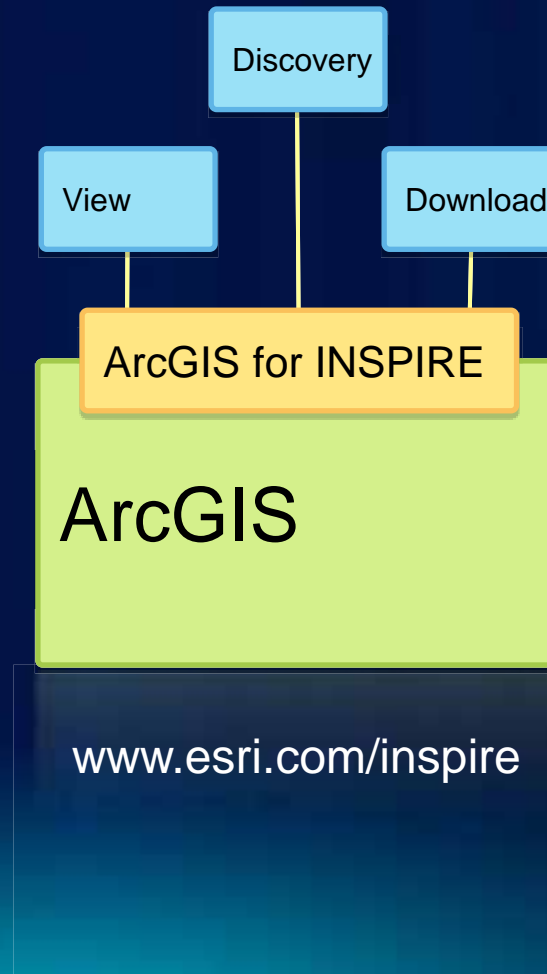 Discovery
View
Download
ArcGIS for INSPIRE
ArcGIS
www.esri.com/inspire